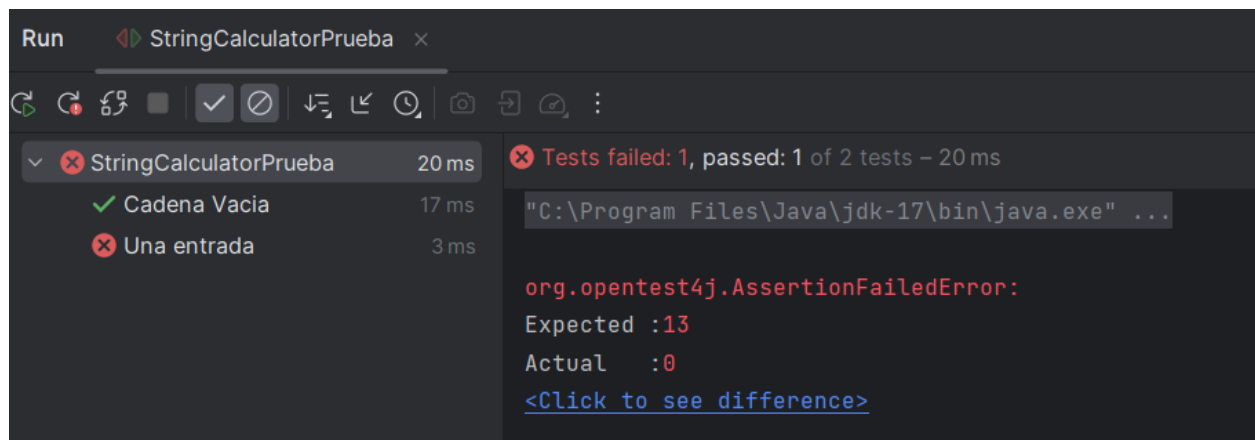 Run StringCalculatorPrueba ×
StringCalculatorPrueba 20 ms
Tests failed: 1, passed: 1 of 2 tests – 20 ms
Cadena Vacia 17 ms
Una entrada 3 ms
"C:\Program Files\Java\jdk-17\bin\java.exe" ...
org.opentest4j.AssertionFailedError:
Expected :13
Actual   :0
<Click to see difference>